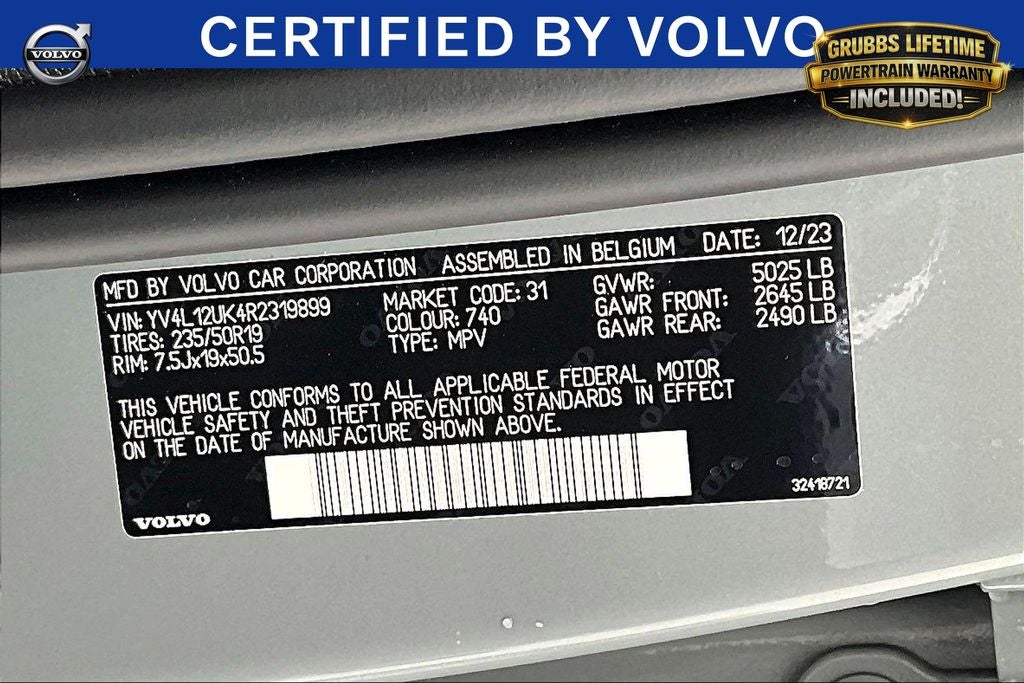 CERTIFIED BY VOLVO
VOLVO
GRUBBS LIFETIME
POWERTRAIN WARRANTY
INCLUDED!
MFD BY VOLVO CAR CORPORATION ASSEMBLED IN BELGIUM DATE: 12/23
VIN: YV4L12UK4R2319899 MARKET CODE: 31 GVWR: 5025 LB
TIRES: 235/50R19 COLOUR: 740 GAWR FRONT: 2645 LB
RIM: 7.5Jx19x50.5 TYPE: MPV GAWR REAR: 2490 LB
THIS VEHICLE CONFORMS TO ALL APPLICABLE FEDERAL MOTOR
VEHICLE SAFETY AND THEFT PREVENTION STANDARDS IN EFFECT
ON THE DATE OF MANUFACTURE SHOWN ABOVE.
VOLVO
32418721